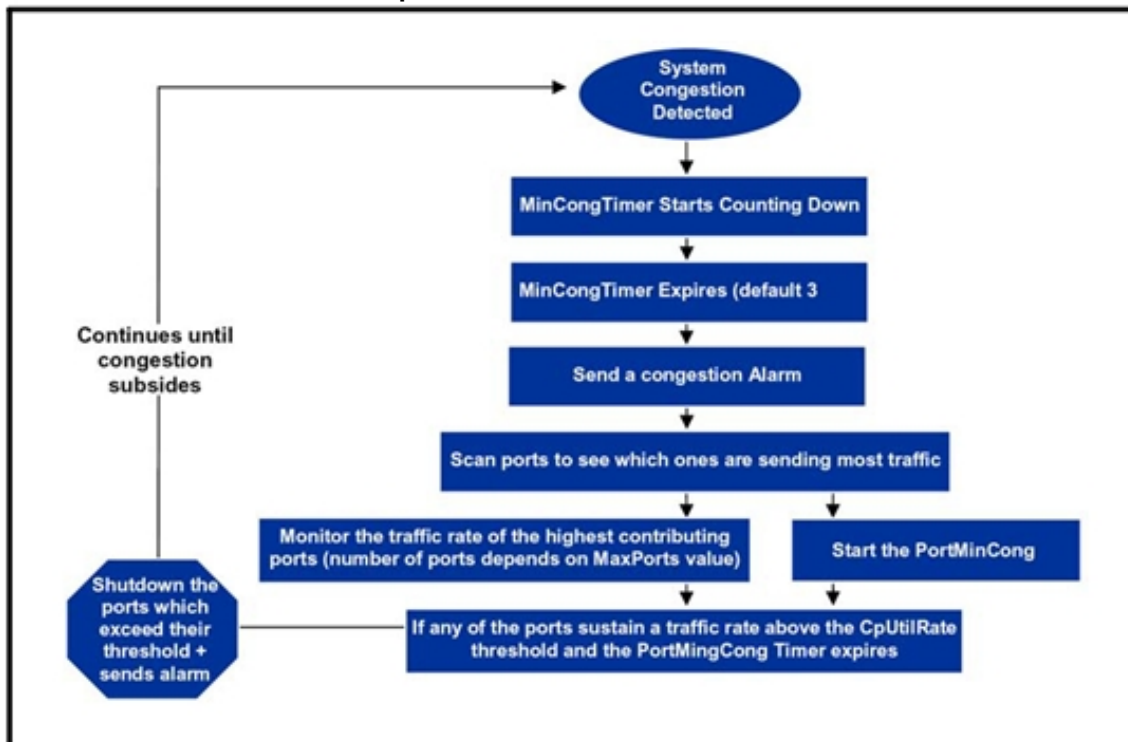 System
Congestion
Detected
MinCongTimer Starts Counting Down
MinCongTimer Expires (default 3
Continues until
congestion
subsides
Send a congestion Alarm
Scan ports to see which ones are sending most traffic
Monitor the traffic rate of the highest contributing
ports (number of ports depends on MaxPorts value)
Start the PortMinCong
Shutdown the
ports which
exceed their
threshold +
sends alarm
If any of the ports sustain a traffic rate above the CpUtilRate
threshold and the PortMingCong Timer expires